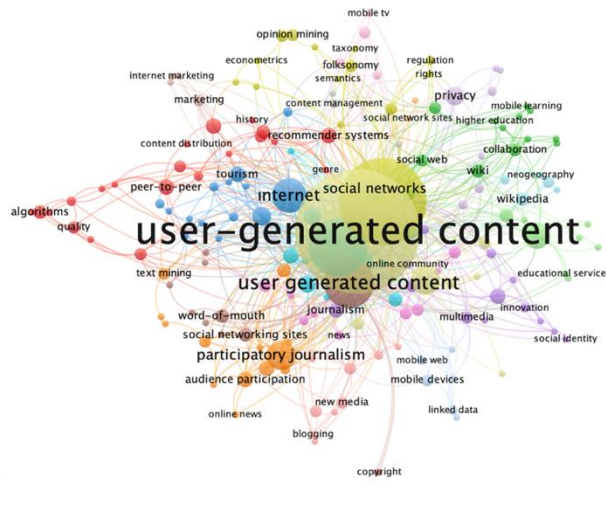 mobile tv
opinion mining
taxonomy
econometrics
folksonomy
regulation
rights
internet marketing
semantics
marketing
content management
privacy
mobile learning
history
social network sites
higher education
recommender systems
content distribution
collaboration
genre
social web
tourism
wiki
neogeography
peer-to-peer
internet
social networks
wikipedia
algorithms
quality
user-generated content
online community
text mining
educational service
user generated content
journalism
innovation
word-of-mouth
multimedia
social networking sites
news
social identity
participatory journalism
mobile web
audience participation
mobile devices
new media
online news
linked data
blogging
copyright